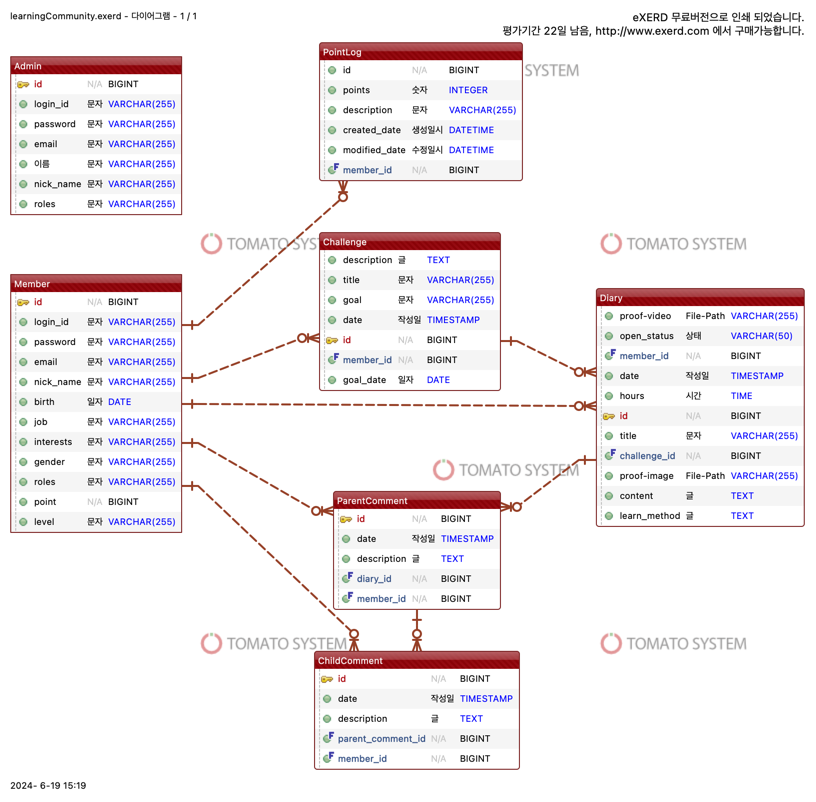 learningCommunity.exerd - 다이어그램 - 1 / 1
eXERD 무료버전으로 인쇄 되었습니다.
평가기간 22일 남음, http://www.exerd.com 에서 구매가능합니다.
Admin
id N/A BIGINT
login_id 문자 VARCHAR(255)
password 문자 VARCHAR(255)
email 문자 VARCHAR(255)
이름 문자 VARCHAR(255)
nick_name 문자 VARCHAR(255)
roles 문자 VARCHAR(255)
PointLog
id N/A BIGINT
points 숫자 INTEGER
description 문자 VARCHAR(255)
created_date 생성일시 DATETIME
modified_date 수정일시 DATETIME
F member_id N/A BIGINT
SYSTEM
TOMATO SYSTEM
TOMATO SYSTEM
Challenge
description 글 TEXT
title 문자 VARCHAR(255)
goal 문자 VARCHAR(255)
date 작성일 TIMESTAMP
id N/A BIGINT
F member_id N/A BIGINT
goal_date 일자 DATE
Member
id N/A BIGINT
login_id 문자 VARCHAR(255)
password 문자 VARCHAR(255)
email 문자 VARCHAR(255)
nick_name 문자 VARCHAR(255)
birth 일자 DATE
job 문자 VARCHAR(255)
interests 문자 VARCHAR(255)
gender 문자 VARCHAR(255)
roles 문자 VARCHAR(255)
point N/A BIGINT
level 문자 VARCHAR(255)
Diary
proof-video File-Path VARCHAR(255)
open_status 상태 VARCHAR(50)
F member_id N/A BIGINT
date 작성일 TIMESTAMP
hours 시간 TIME
id N/A BIGINT
title 문자 VARCHAR(255)
F challenge_id N/A BIGINT
proof-image File-Path VARCHAR(255)
content 글 TEXT
learn_method 글 TEXT
TOMATO SYSTEM
ParentComment
id N/A BIGINT
date 작성일 TIMESTAMP
description 글 TEXT
F diary_id N/A BIGINT
F member_id N/A BIGINT
TOMATO SYSTEM
TOMATO SYSTEM
ChildComment
id N/A BIGINT
date 작성일 TIMESTAMP
description 글 TEXT
F parent_comment_id N/A BIGINT
F member_id N/A BIGINT
2024- 6-19 15:19